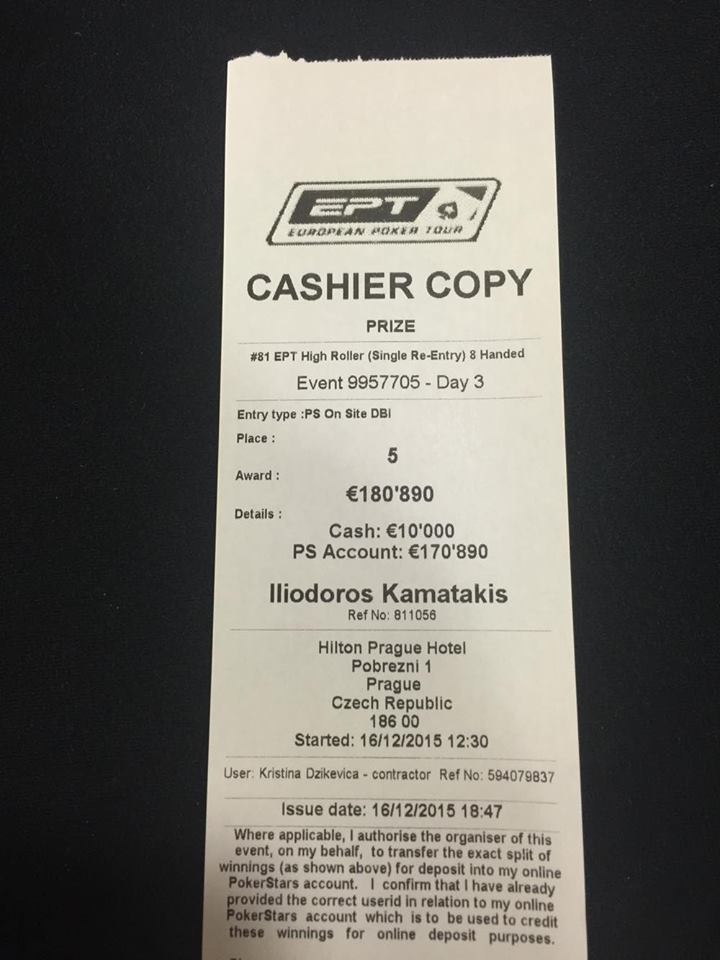 EPT
EUROPEAN POKER TOUR
CASHIER COPY
PRIZE
#81 EPT High Roller (Single Re-Entry) 8 Handed
Event 9957705 - Day 3
Entry type :PS On Site DBI
Place :
5
Award :
€180'890
Details :
Cash: €10'000
PS Account: €170'890
Iliodoros Kamatakis
Ref No: 811056
Hilton Prague Hotel
Pobrezni 1
Prague
Czech Republic
186 00
Started: 16/12/2015 12:30
User: Kristina Dzikevica - contractor Ref No: 594079837
Issue date: 16/12/2015 18:47
Where applicable, I authorise the organiser of this
event, on my behalf, to transfer the exact split of
winnings (as shown above) for deposit into my online
PokerStars account. I confirm that I have already
provided the correct userid in relation to my online
PokerStars account which is to be used to credit
these winnings for online deposit purposes.